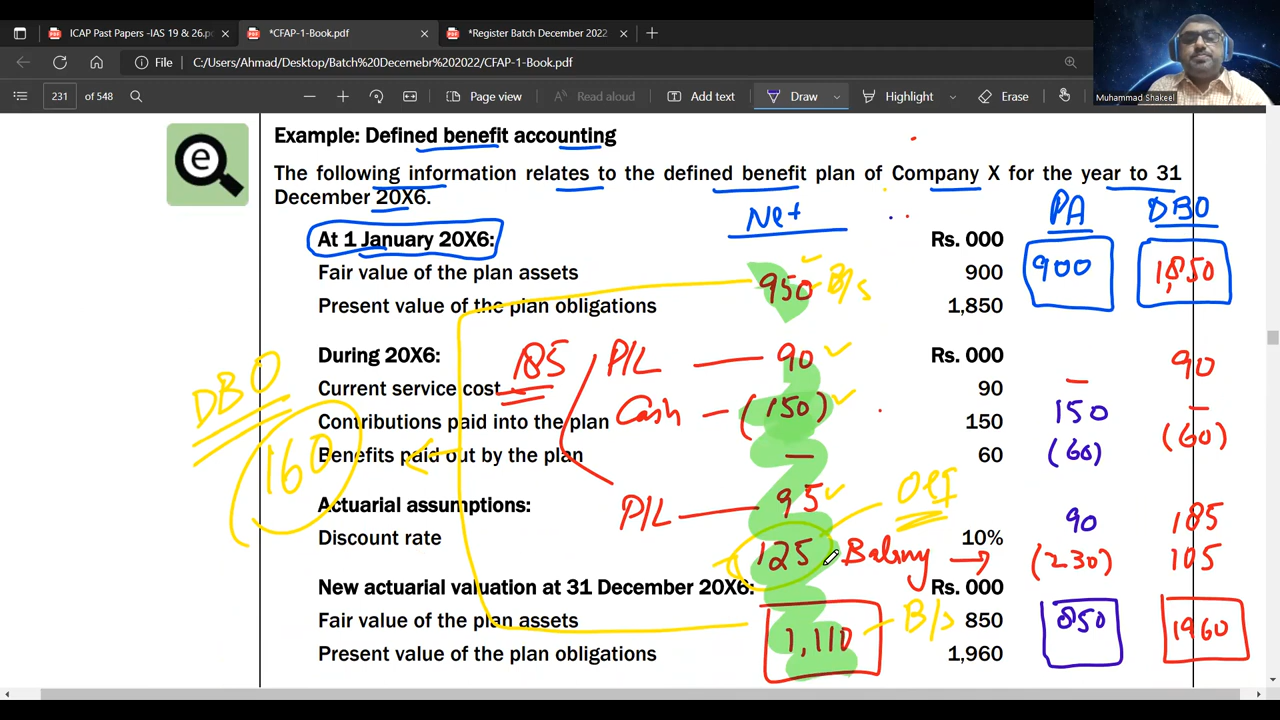 ICAP Past Papers -IAS 19 & 26.pdf
*CFAP-1-Book.pdf
*Register Batch December 2022
File C:/Users/Ahmad/Desktop/Batch%20Decemebr%202022/CFAP-1-Book.pdf
231 of 548
Page view
Read aloud
Add text
Draw
Highlight
Erase
Muhammad Shakeel
Example: Defined benefit accounting
The following information relates to the defined benefit plan of Company X for the year to 31
December 20X6.
Net PA DBO
At 1 January 20X6: Rs. 000
Fair value of the plan assets 900 900 1,850
950 B/s
Present value of the plan obligations 1,850
During 20X6: 185 P/L 90 Rs. 000 90
Current service cost 90 –
Contributions paid into the plan Cash (150) 150 150 –
DBO
160
Benefits paid out by the plan — 60 (60) (60)
Actuarial assumptions: P/L 95 OCI 90 185
Discount rate 125 10% (230) 105
New actuarial valuation at 31 December 20X6: Rs. 000
Fair value of the plan assets 850 850 1960
1,110 B/s
Present value of the plan obligations 1,960
e